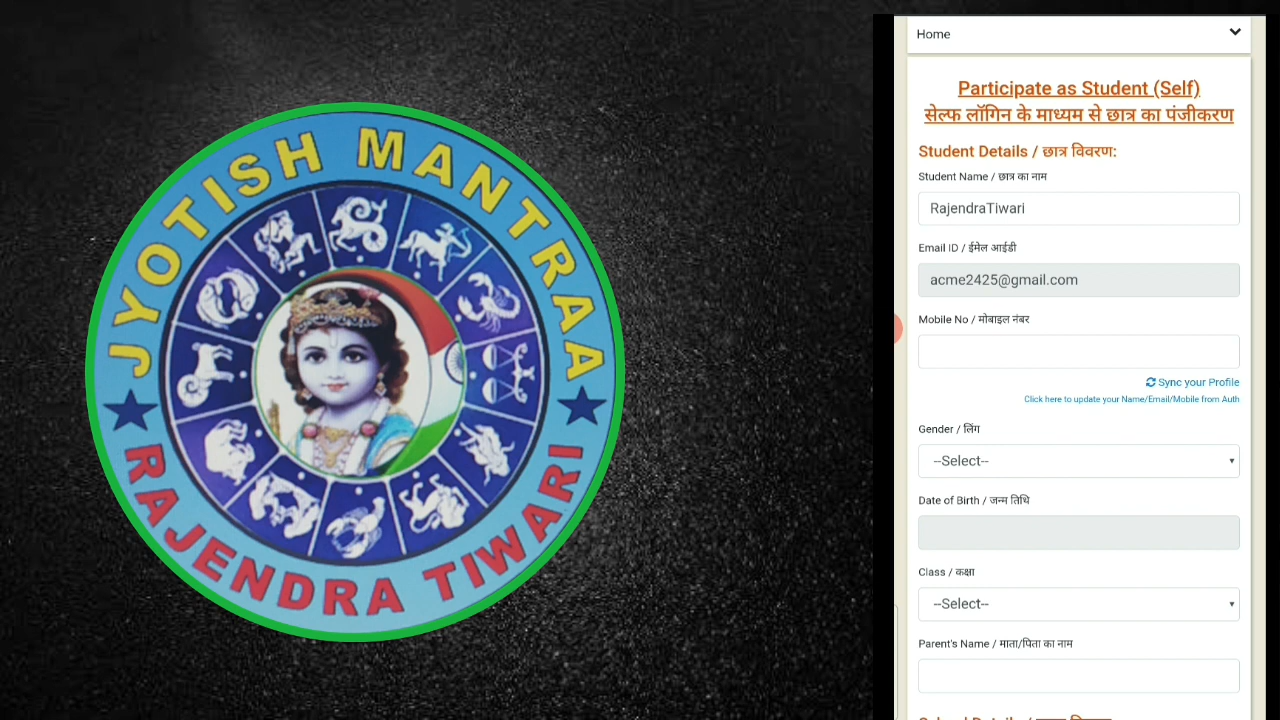 JYOTISH MANTRAA
RAJENDRA TIWARI
Home
Participate as Student (Self)
सेल्फ लॉगिन के माध्यम से छात्र का पंजीकरण
Student Details / छात्र विवरण:
Student Name / छात्र का नाम
RajendraTiwari
Email ID / ईमेल आईडी
acme2425@gmail.com
Mobile No / मोबाइल नंबर
Sync your Profile
Click here to update your Name/Email/Mobile from Auth
Gender / लिंग
--Select--
Date of Birth / जन्म तिथि
Class / कक्षा
--Select--
Parent's Name / माता/पिता का नाम